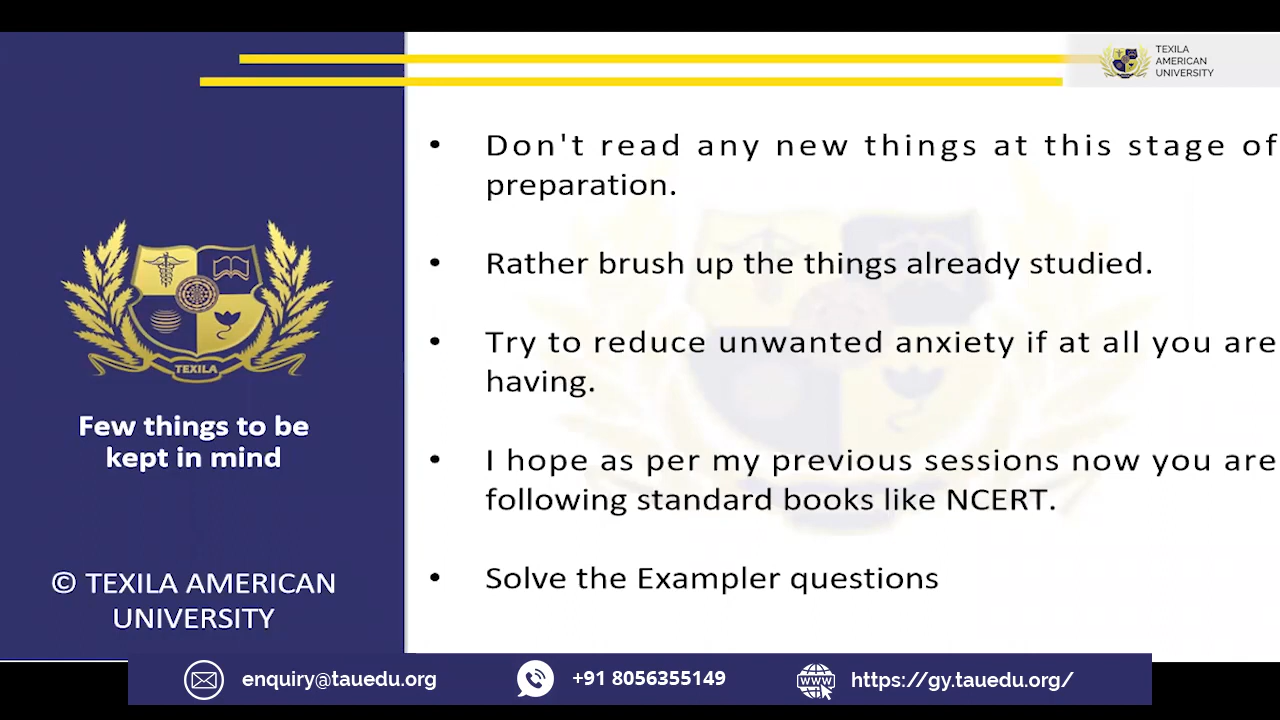 TEXILA
AMERICAN
UNIVERSITY
• Don't read any new things at this stage of
preparation.
• Rather brush up the things already studied.
• Try to reduce unwanted anxiety if at all you are
having.
• I hope as per my previous sessions now you are
following standard books like NCERT.
• Solve the Exampler questions
TEXILA
Few things to be
kept in mind
© TEXILA AMERICAN
UNIVERSITY
enquiry@tauedu.org
+91 8056355149
WWW
https://gy.tauedu.org/